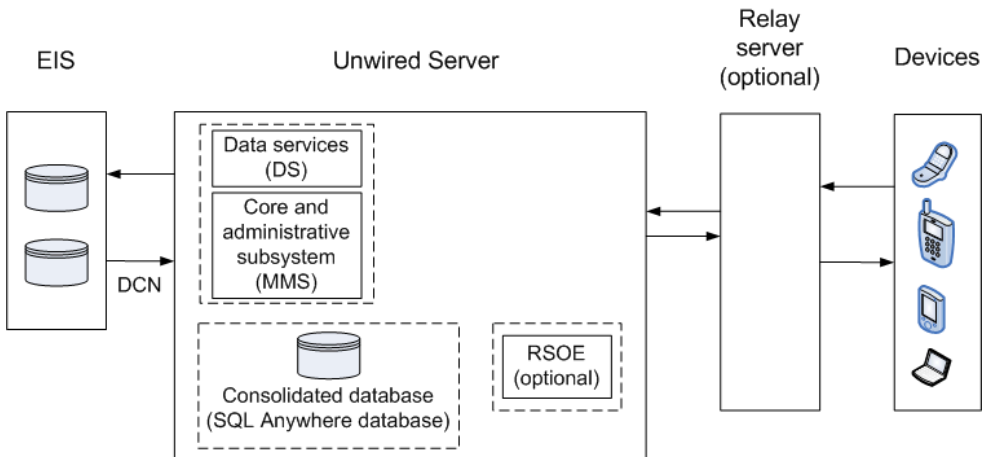 EIS
Unwired Server
Relay
server
(optional)
Devices
Data services
(DS)
Core and
administrative
subsystem
(MMS)
DCN
Consolidated database
(SQL Anywhere database)
RSOE
(optional)